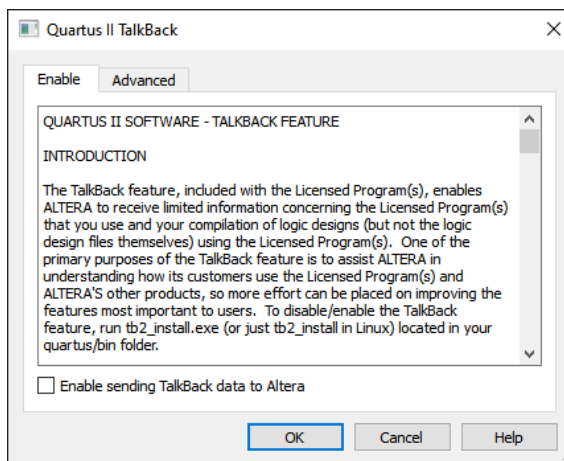 Quartus II TalkBack
Enable Advanced
QUARTUS II SOFTWARE - TALKBACK FEATURE
INTRODUCTION
The TalkBack feature, included with the Licensed Program(s), enables
ALTERA to receive limited information concerning the Licensed Program(s)
that you use and your compilation of logic designs (but not the logic
design files themselves) using the Licensed Program(s). One of the
primary purposes of the TalkBack feature is to assist ALTERA in
understanding how its customers use the Licensed Program(s) and
ALTERA'S other products, so more effort can be placed on improving the
features most important to users. To disable/enable the TalkBack
feature, run tb2_install.exe (or just tb2_install in Linux) located in your
quartus/bin folder.
Enable sending TalkBack data to Altera
OK Cancel Help